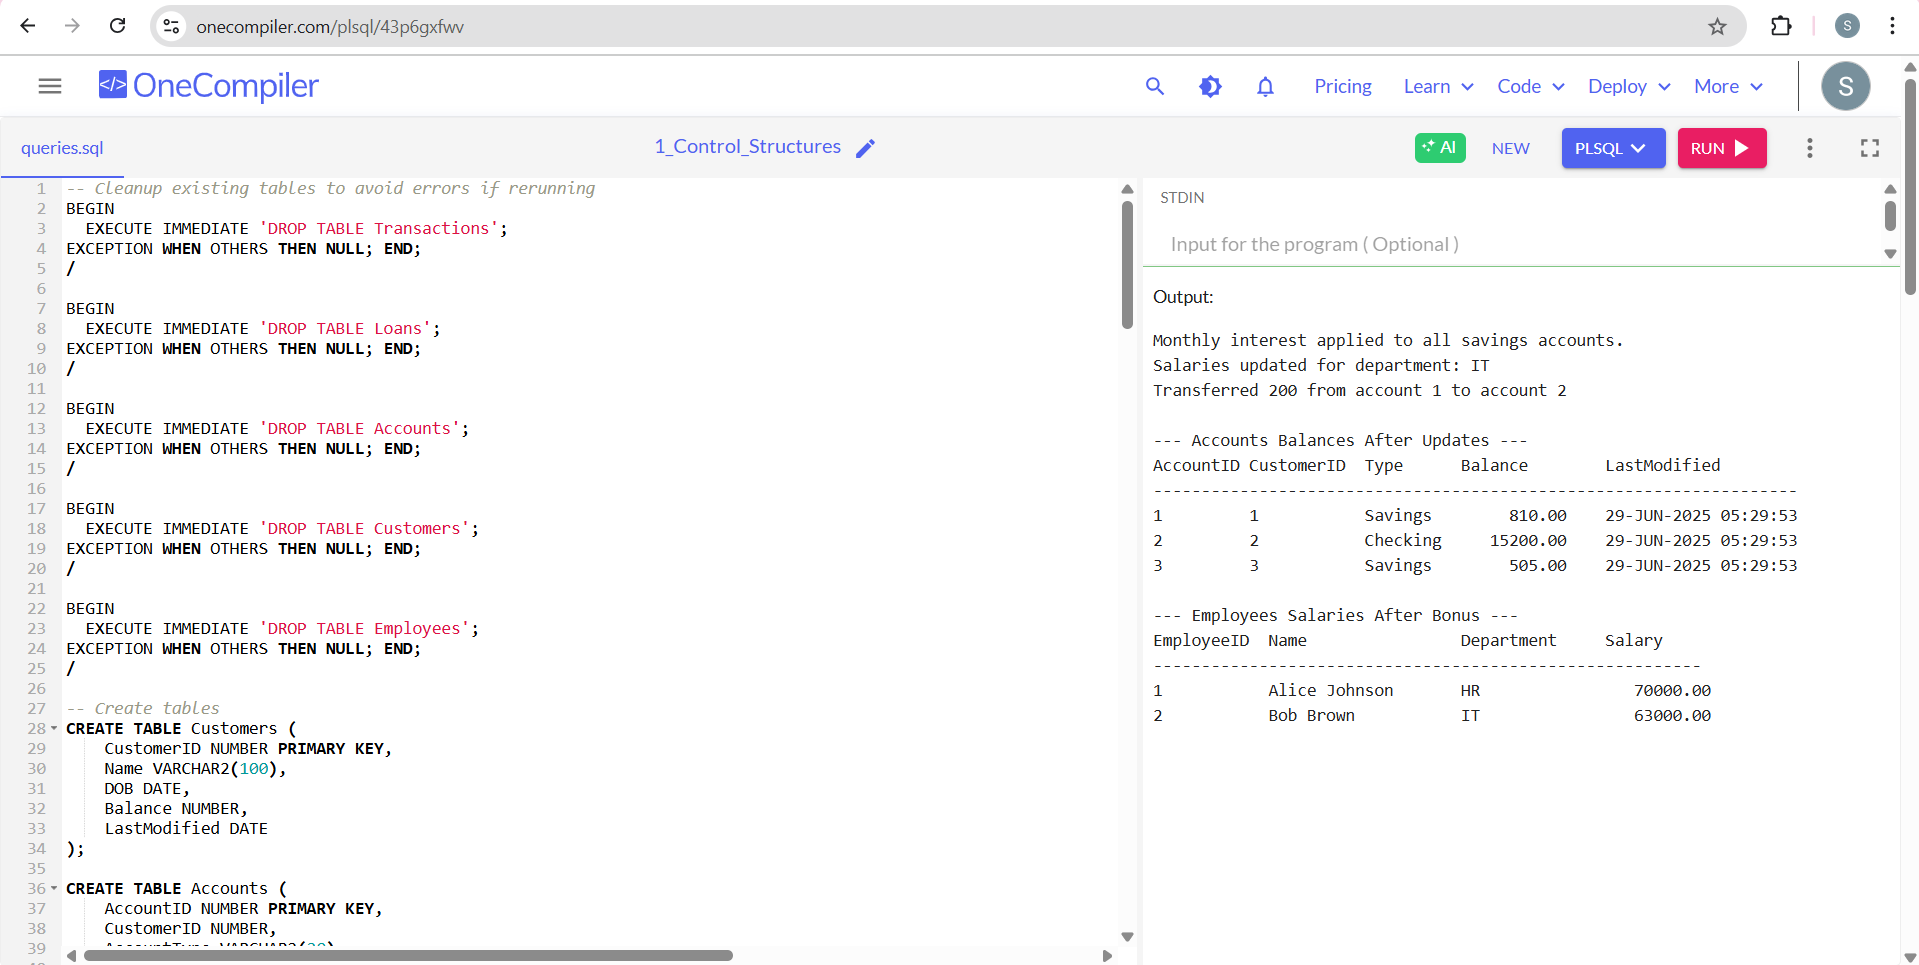 onecompiler.com/plsql/43p6gxfwv
S
</> OneCompiler
Pricing
Learn
Code
Deploy
More
S
queries.sql
1_Control_Structures
AI
NEW
PLSQL
RUN
1 -- Cleanup existing tables to avoid errors if rerunning
2 BEGIN
3   EXECUTE IMMEDIATE 'DROP TABLE Transactions';
4 EXCEPTION WHEN OTHERS THEN NULL; END;
5 /
6
7 BEGIN
8   EXECUTE IMMEDIATE 'DROP TABLE Loans';
9 EXCEPTION WHEN OTHERS THEN NULL; END;
10 /
11
12 BEGIN
13   EXECUTE IMMEDIATE 'DROP TABLE Accounts';
14 EXCEPTION WHEN OTHERS THEN NULL; END;
15 /
16
17 BEGIN
18   EXECUTE IMMEDIATE 'DROP TABLE Customers';
19 EXCEPTION WHEN OTHERS THEN NULL; END;
20 /
21
22 BEGIN
23   EXECUTE IMMEDIATE 'DROP TABLE Employees';
24 EXCEPTION WHEN OTHERS THEN NULL; END;
25 /
26
27 -- Create tables
28 CREATE TABLE Customers (
29     CustomerID NUMBER PRIMARY KEY,
30     Name VARCHAR2(100),
31     DOB DATE,
32     Balance NUMBER,
33     LastModified DATE
34 );
35
36 CREATE TABLE Accounts (
37     AccountID NUMBER PRIMARY KEY,
38     CustomerID NUMBER,
39     AccountType VARCHAR2(20)
STDIN
Input for the program ( Optional )
Output:
Monthly interest applied to all savings accounts.
Salaries updated for department: IT
Transferred 200 from account 1 to account 2
--- Accounts Balances After Updates ---
AccountID CustomerID  Type      Balance        LastModified
-------------------------------------------------------------------
1         1           Savings        810.00    29-JUN-2025 05:29:53
2         2           Checking     15200.00    29-JUN-2025 05:29:53
3         3           Savings        505.00    29-JUN-2025 05:29:53
--- Employees Salaries After Bonus ---
EmployeeID  Name                Department     Salary
---------------------------------------------------------
1           Alice Johnson       HR                70000.00
2           Bob Brown           IT                63000.00